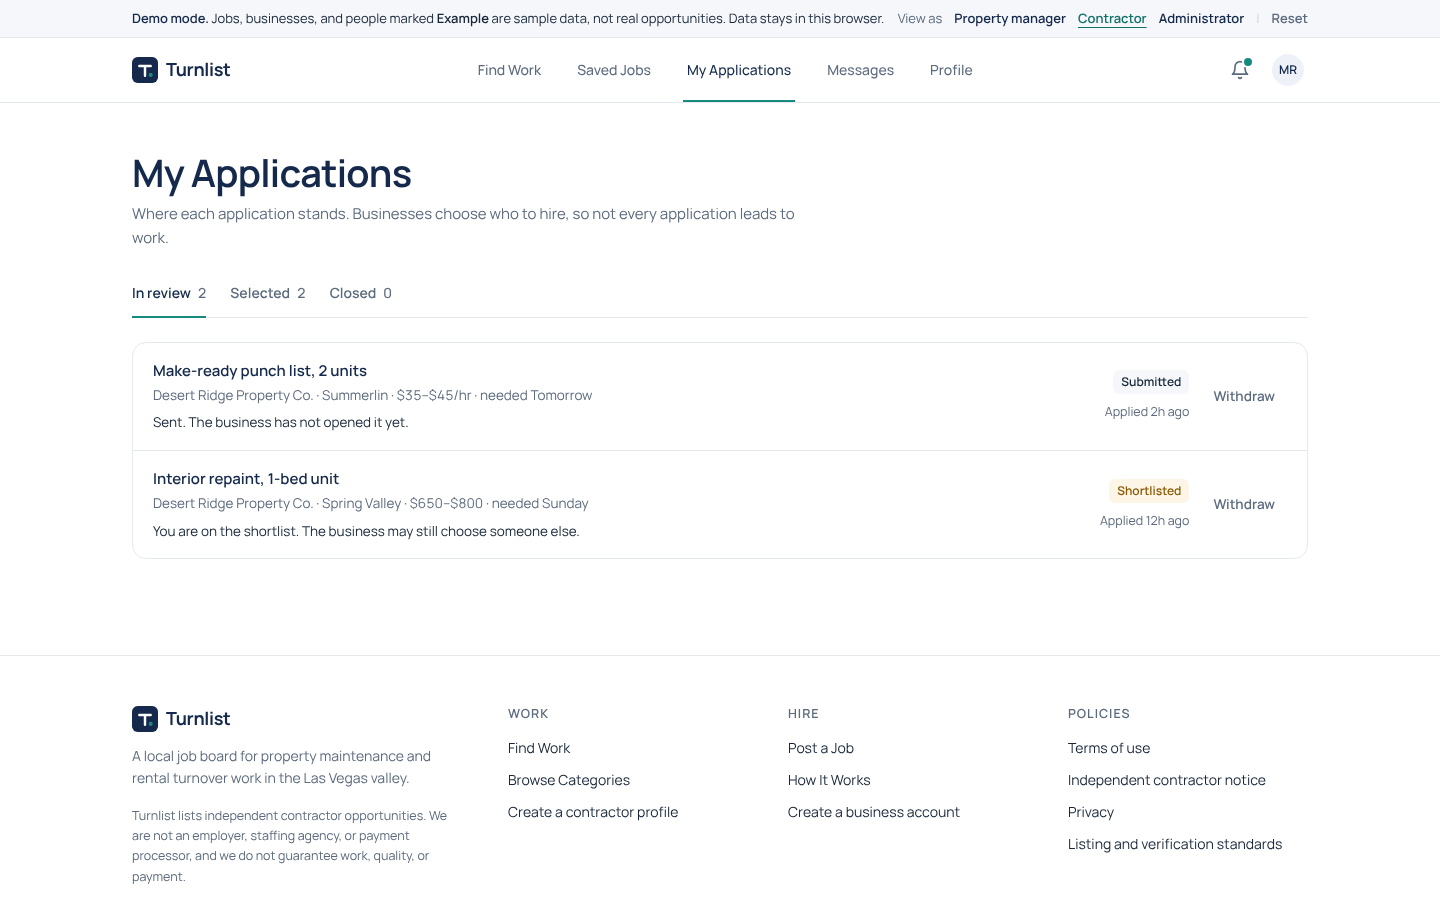 Demo mode. Jobs, businesses, and people marked Example are sample data, not real opportunities. Data stays in this browser. View as Property manager Contractor Administrator Reset
Turnlist Find Work Saved Jobs My Applications Messages Profile MR
My Applications
Where each application stands. Businesses choose who to hire, so not every application leads to
work.
In review 2 Selected 2 Closed 0
Make-ready punch list, 2 units
Desert Ridge Property Co. · Summerlin · $35–$45/hr · needed Tomorrow
Sent. The business has not opened it yet.
Submitted
Applied 2h ago
Withdraw
Interior repaint, 1-bed unit
Desert Ridge Property Co. · Spring Valley · $650–$800 · needed Sunday
You are on the shortlist. The business may still choose someone else.
Shortlisted
Applied 12h ago
Withdraw
Turnlist
A local job board for property maintenance and
rental turnover work in the Las Vegas valley.
Turnlist lists independent contractor opportunities. We
are not an employer, staffing agency, or payment
processor, and we do not guarantee work, quality, or
payment.
WORK
Find Work
Browse Categories
Create a contractor profile
HIRE
Post a Job
How It Works
Create a business account
POLICIES
Terms of use
Independent contractor notice
Privacy
Listing and verification standards